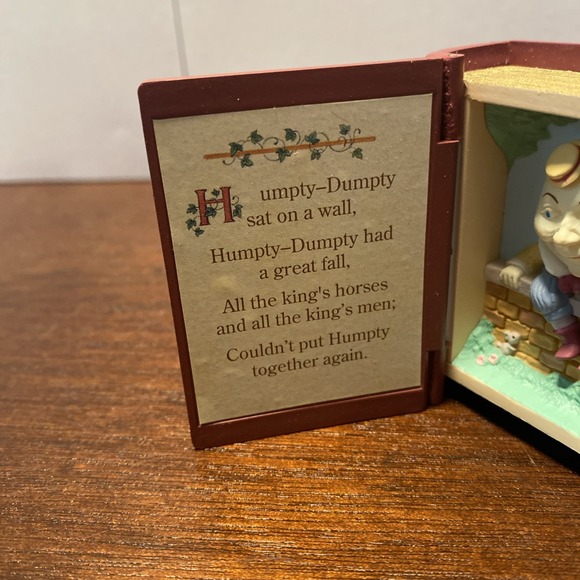 Humpty–Dumpty
sat on a wall,
Humpty–Dumpty had
a great fall,
All the king's horses
and all the king's men;
Couldn't put Humpty
together again.